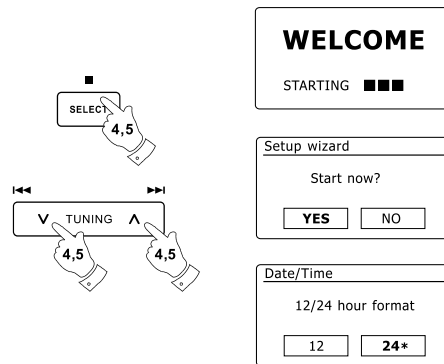 WELCOME
STARTING
SELECT
4,5
Setup wizard
Start now?
YES NO
TUNING
4,5 4,5
Date/Time
12/24 hour format
12 24*